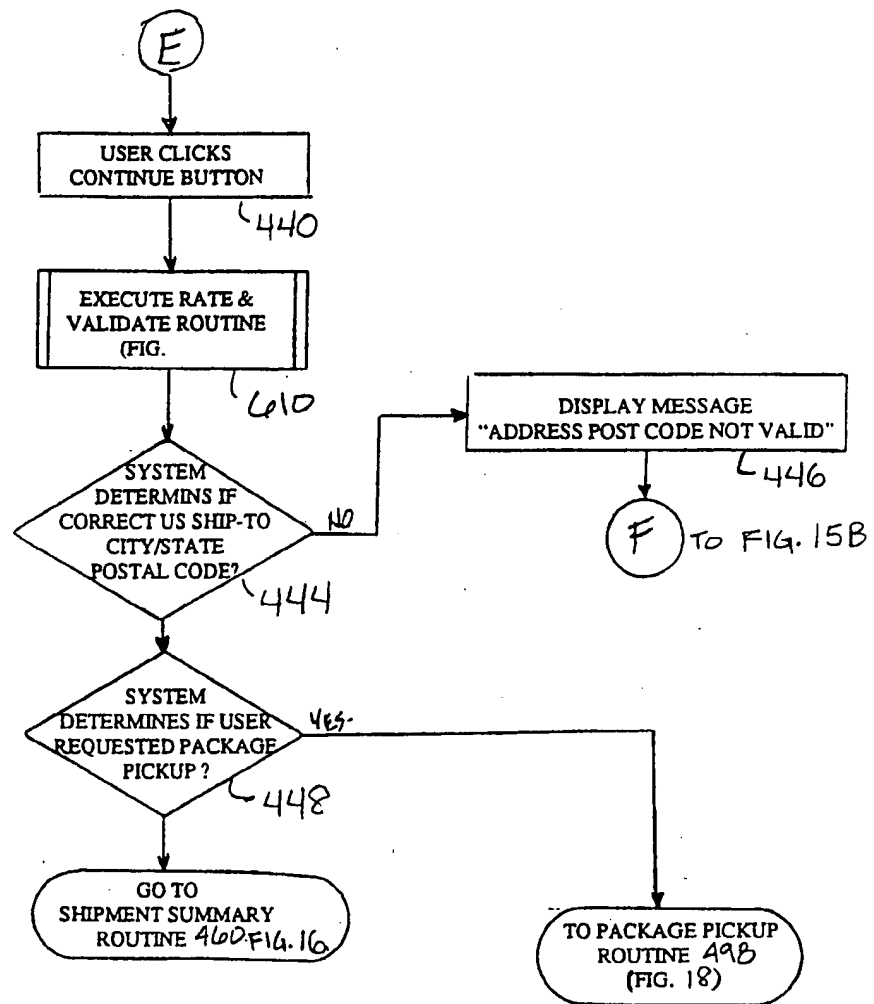 E
USER CLICKS
CONTINUE BUTTON
440
EXECUTE RATE &
VALIDATE ROUTINE
(FIG.
610
SYSTEM
DETERMINS IF
CORRECT US SHIP-TO
CITY/STATE
POSTAL CODE?
NO
444
DISPLAY MESSAGE
"ADDRESS POST CODE NOT VALID"
446
F TO FIG. 15B
SYSTEM
DETERMINES IF USER
REQUESTED PACKAGE
PICKUP ?
YES
448
GO TO
SHIPMENT SUMMARY
ROUTINE 460 FIG. 16
TO PACKAGE PICKUP
ROUTINE 498
(FIG. 18)